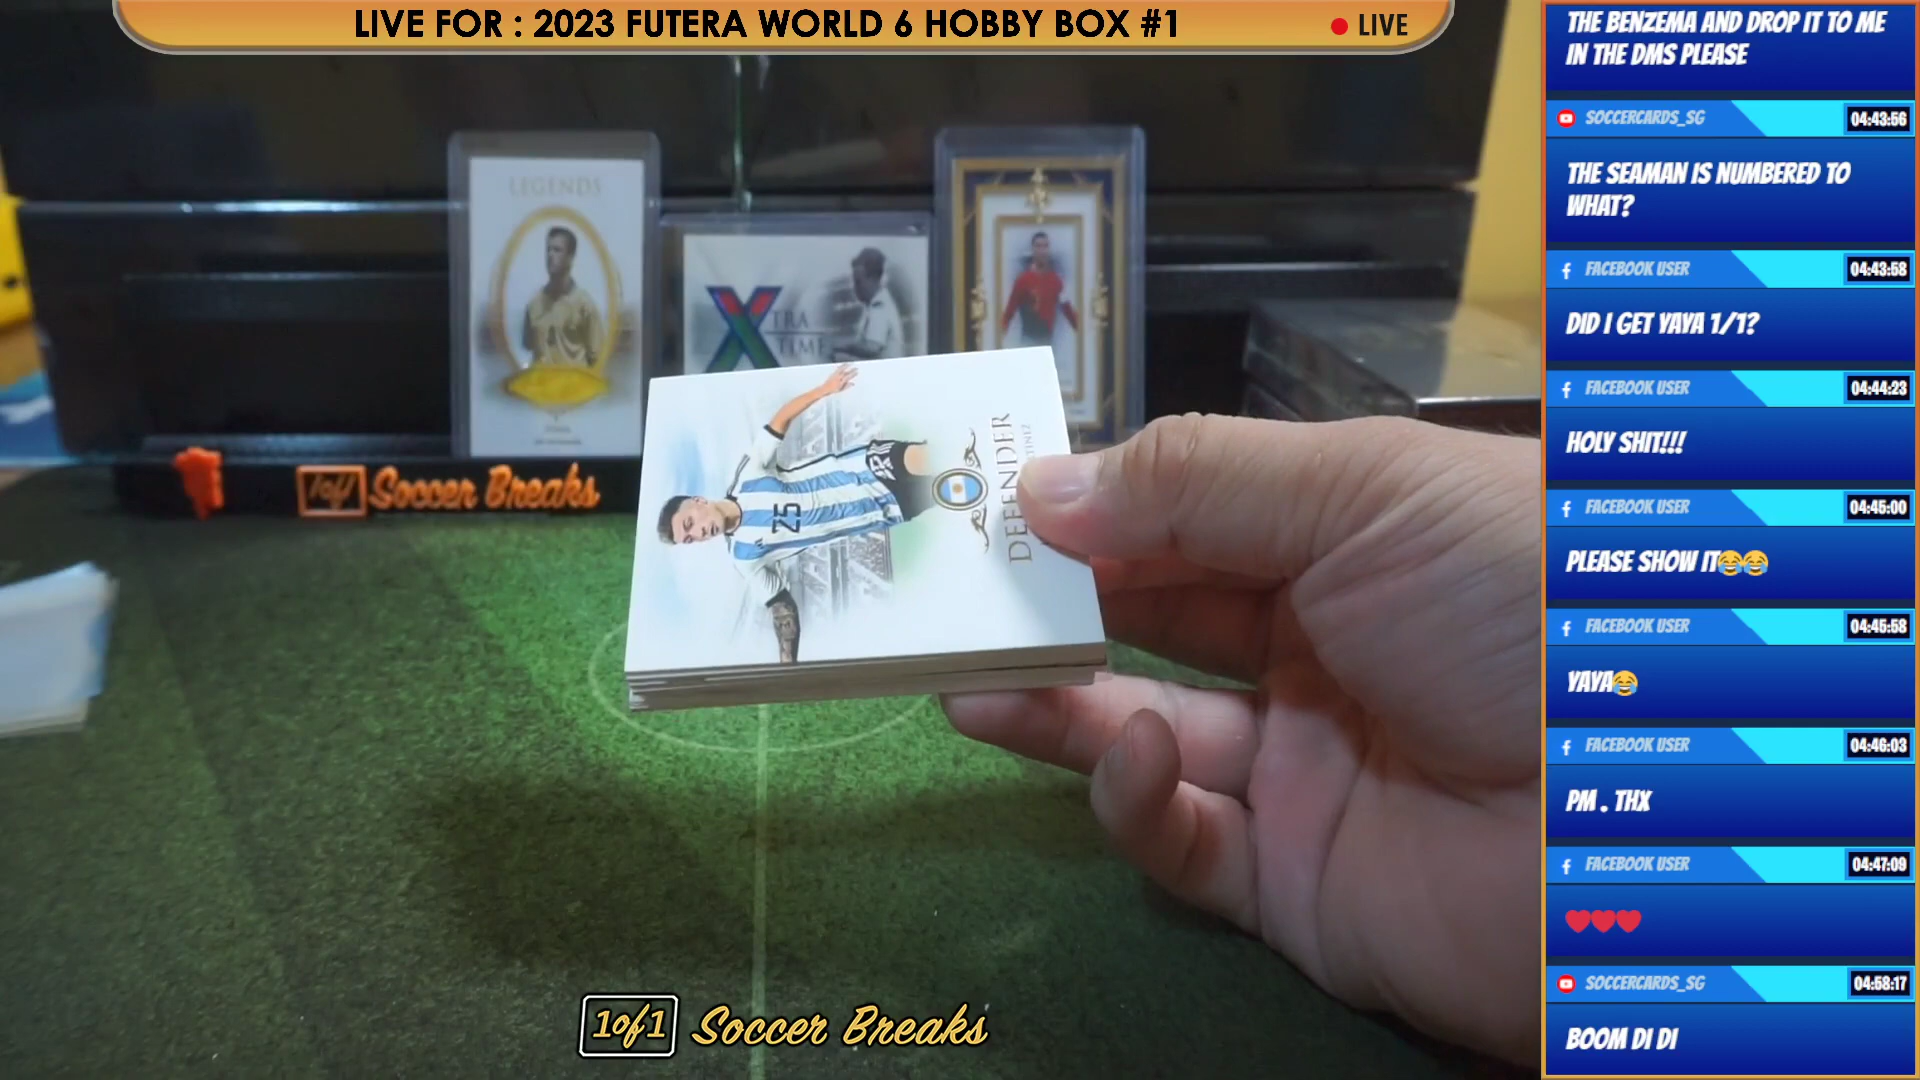 LIVE FOR : 2023 FUTERA WORLD 6 HOBBY BOX #1
LIVE
LEGENDS
XTRA
TIME
1of1 Soccer Breaks
25
DEFENDER
1of1 Soccer Breaks
THE BENZEMA AND DROP IT TO ME
IN THE DMS PLEASE
SOCCERCARDS_SG 04:43:56
THE SEAMAN IS NUMBERED TO
WHAT?
FACEBOOK USER 04:43:58
DID I GET YAYA 1/1?
FACEBOOK USER 04:44:23
HOLY SHIT!!!
FACEBOOK USER 04:45:00
PLEASE SHOW IT😂😂
FACEBOOK USER 04:45:58
YAYA😂
FACEBOOK USER 04:46:03
PM . THX
FACEBOOK USER 04:47:09
❤️❤️❤️
SOCCERCARDS_SG 04:58:17
BOOM DI DI